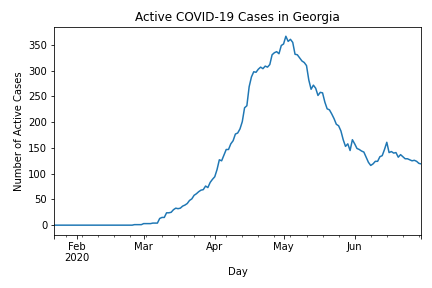 Active COVID-19 Cases in Georgia
Number of Active Cases
350
300
250
200
150
100
50
0
Feb Mar Apr May Jun
2020
Day